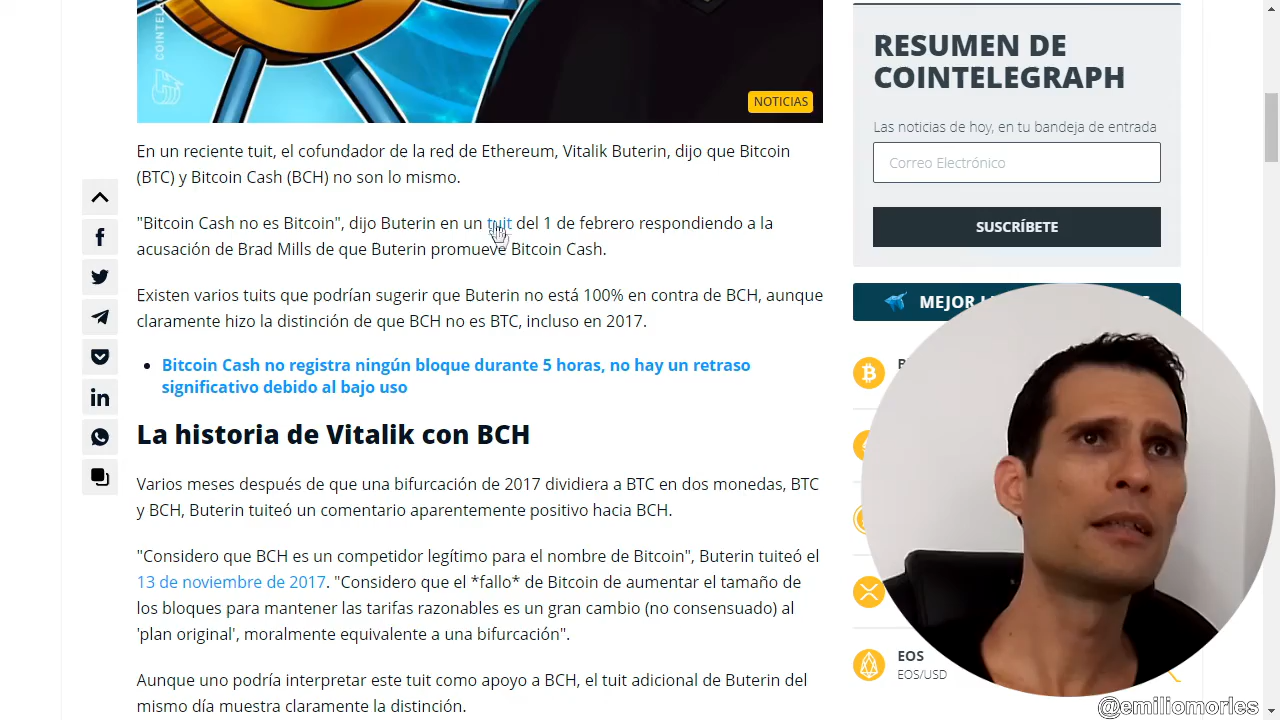 COINTELE
NOTICIAS
En un reciente tuit, el cofundador de la red de Ethereum, Vitalik Buterin, dijo que Bitcoin
(BTC) y Bitcoin Cash (BCH) no son lo mismo.
"Bitcoin Cash no es Bitcoin", dijo Buterin en un tuit del 1 de febrero respondiendo a la
acusación de Brad Mills de que Buterin promueve Bitcoin Cash.
Existen varios tuits que podrían sugerir que Buterin no está 100% en contra de BCH, aunque
claramente hizo la distinción de que BCH no es BTC, incluso en 2017.
Bitcoin Cash no registra ningún bloque durante 5 horas, no hay un retraso
significativo debido al bajo uso
La historia de Vitalik con BCH
Varios meses después de que una bifurcación de 2017 dividiera a BTC en dos monedas, BTC
y BCH, Buterin tuiteó un comentario aparentemente positivo hacia BCH.
"Considero que BCH es un competidor legítimo para el nombre de Bitcoin", Buterin tuiteó el
13 de noviembre de 2017. "Considero que el *fallo* de Bitcoin de aumentar el tamaño de
los bloques para mantener las tarifas razonables es un gran cambio (no consensuado) al
'plan original', moralmente equivalente a una bifurcación".
Aunque uno podría interpretar este tuit como apoyo a BCH, el tuit adicional de Buterin del
mismo día muestra claramente la distinción.
RESUMEN DE
COINTELEGRAPH
Las noticias de hoy, en tu bandeja de entrada
Correo Electrónico
SUSCRÍBETE
MEJOR
EOS
EOS/USD
@emiliomorles